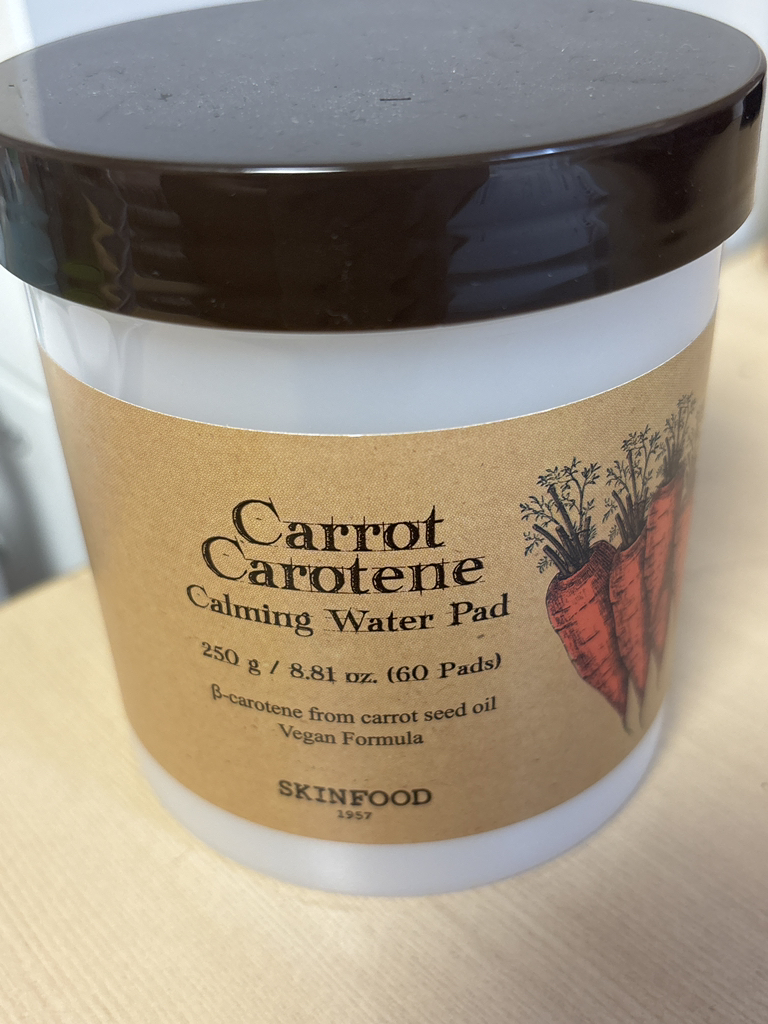 Carrot
Carotene
Calming Water Pad
250 g / 8.81 oz. (60 Pads)
β-carotene from carrot seed oil
Vegan Formula
SKINFOOD
1957